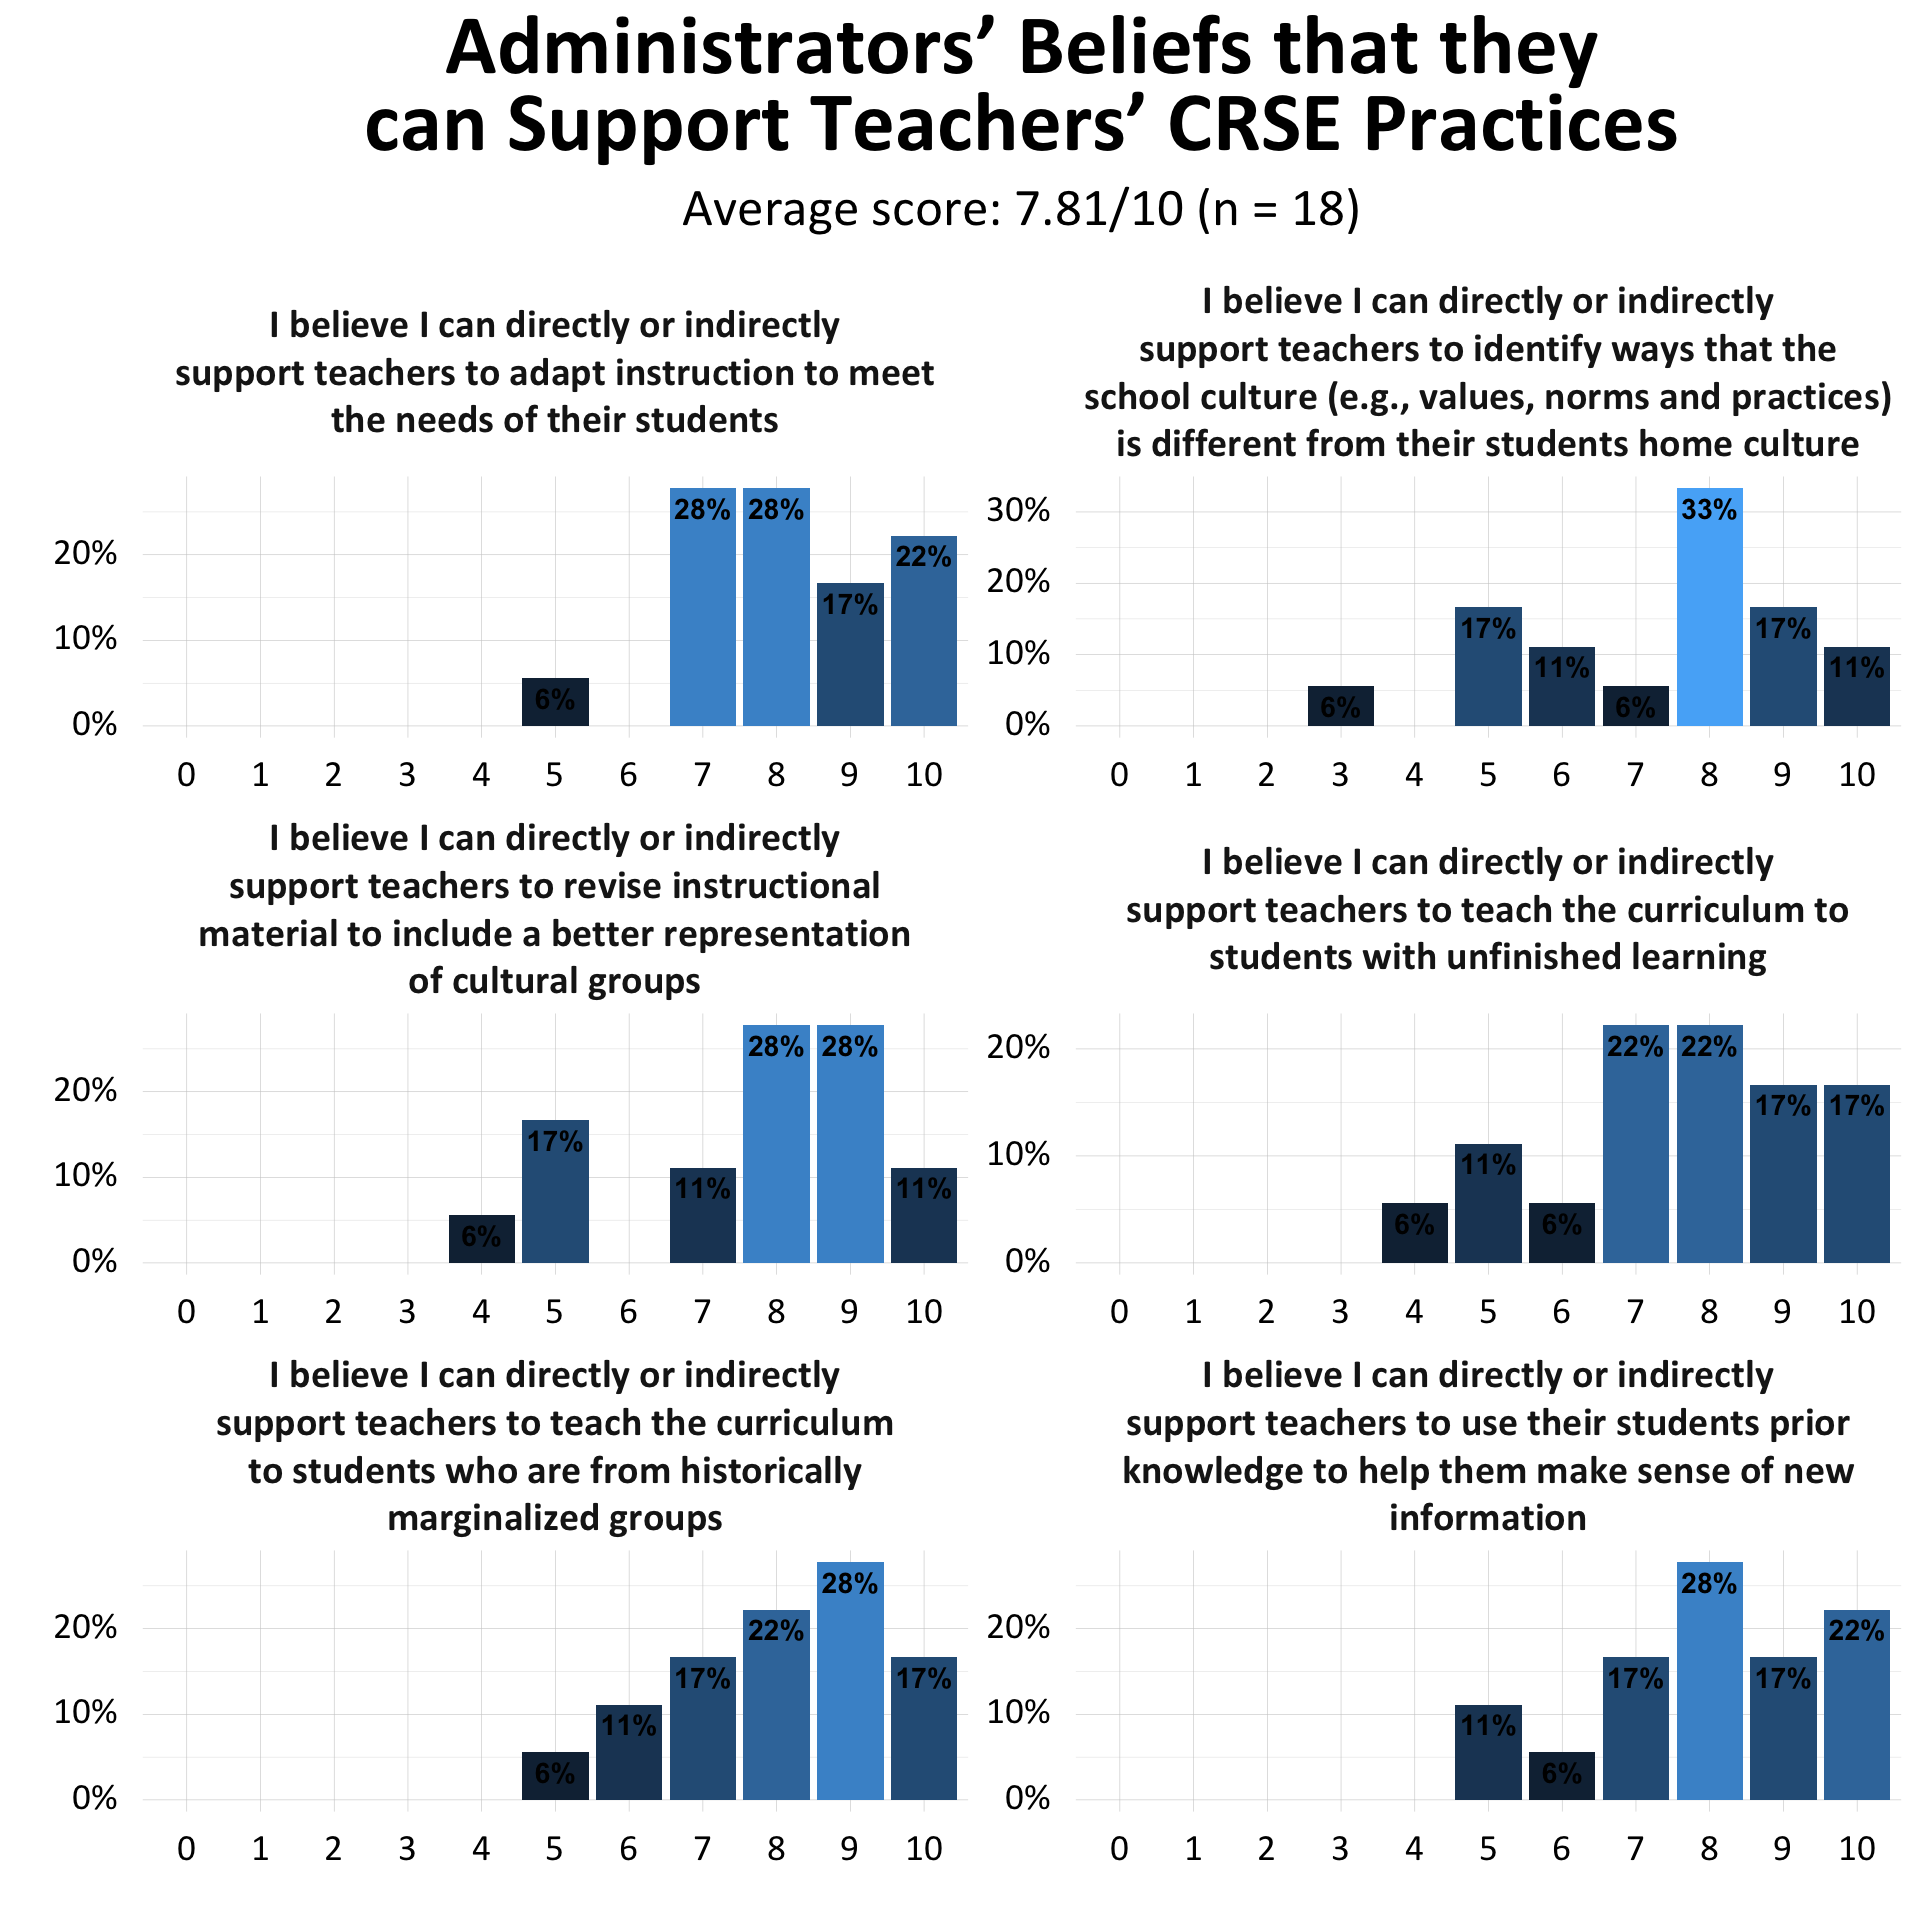 Administrators’ Beliefs that they
can Support Teachers’ CRSE Practices
Average score: 7.81/10 (n = 18)
I believe I can directly or indirectly
support teachers to adapt instruction to meet
the needs of their students
20%
10%
0%
6%
28%
28%
17%
22%
0 1 2 3 4 5 6 7 8 9 10
I believe I can directly or indirectly
support teachers to identify ways that the
school culture (e.g., values, norms and practices)
is different from their students home culture
30%
20%
10%
0%
6%
17%
11%
6%
33%
17%
11%
0 1 2 3 4 5 6 7 8 9 10
I believe I can directly or indirectly
support teachers to revise instructional
material to include a better representation
of cultural groups
20%
10%
0%
6%
17%
11%
28%
28%
11%
0 1 2 3 4 5 6 7 8 9 10
I believe I can directly or indirectly
support teachers to teach the curriculum to
students with unfinished learning
20%
10%
0%
6%
11%
6%
22%
22%
17%
17%
0 1 2 3 4 5 6 7 8 9 10
I believe I can directly or indirectly
support teachers to teach the curriculum
to students who are from historically
marginalized groups
20%
10%
0%
6%
11%
17%
22%
28%
17%
0 1 2 3 4 5 6 7 8 9 10
I believe I can directly or indirectly
support teachers to use their students prior
knowledge to help them make sense of new
information
20%
10%
0%
11%
6%
17%
28%
17%
22%
0 1 2 3 4 5 6 7 8 9 10